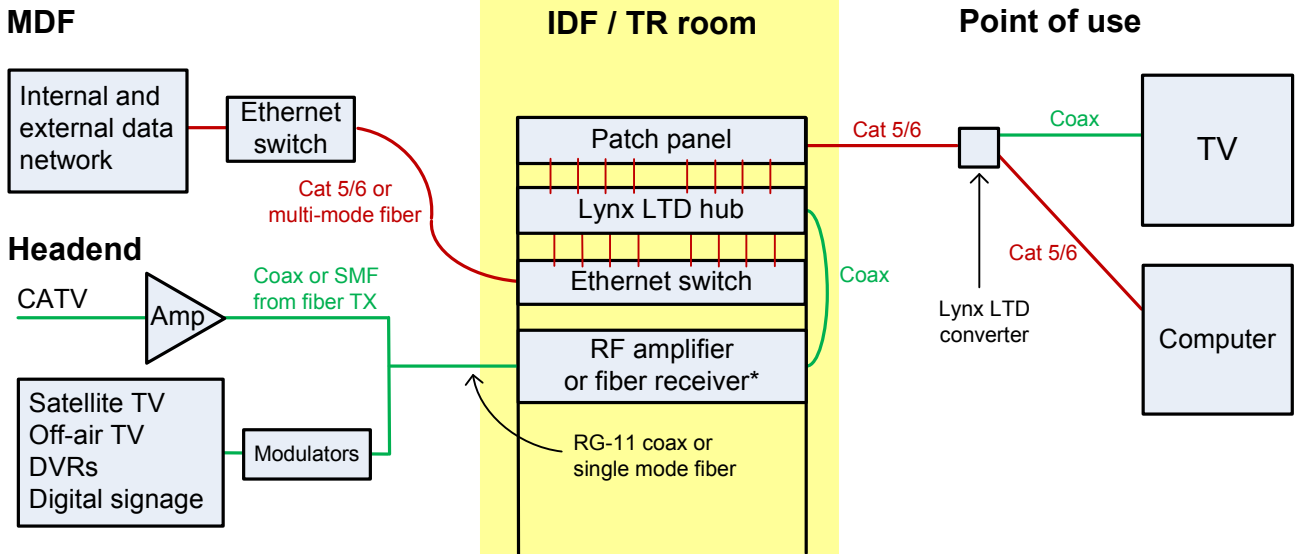 MDF
Internal and
external data
network
Ethernet
switch
Cat 5/6 or
multi-mode fiber
Headend
CATV
Amp
Coax or SMF
from fiber TX
Satellite TV
Off-air TV
DVRs
Digital signage
Modulators
IDF / TR room
Patch panel
Lynx LTD hub
Ethernet switch
RF amplifier
or fiber receiver*
Coax
RG-11 coax or
single mode fiber
Point of use
Cat 5/6
Coax
TV
Cat 5/6
Lynx LTD
converter
Computer